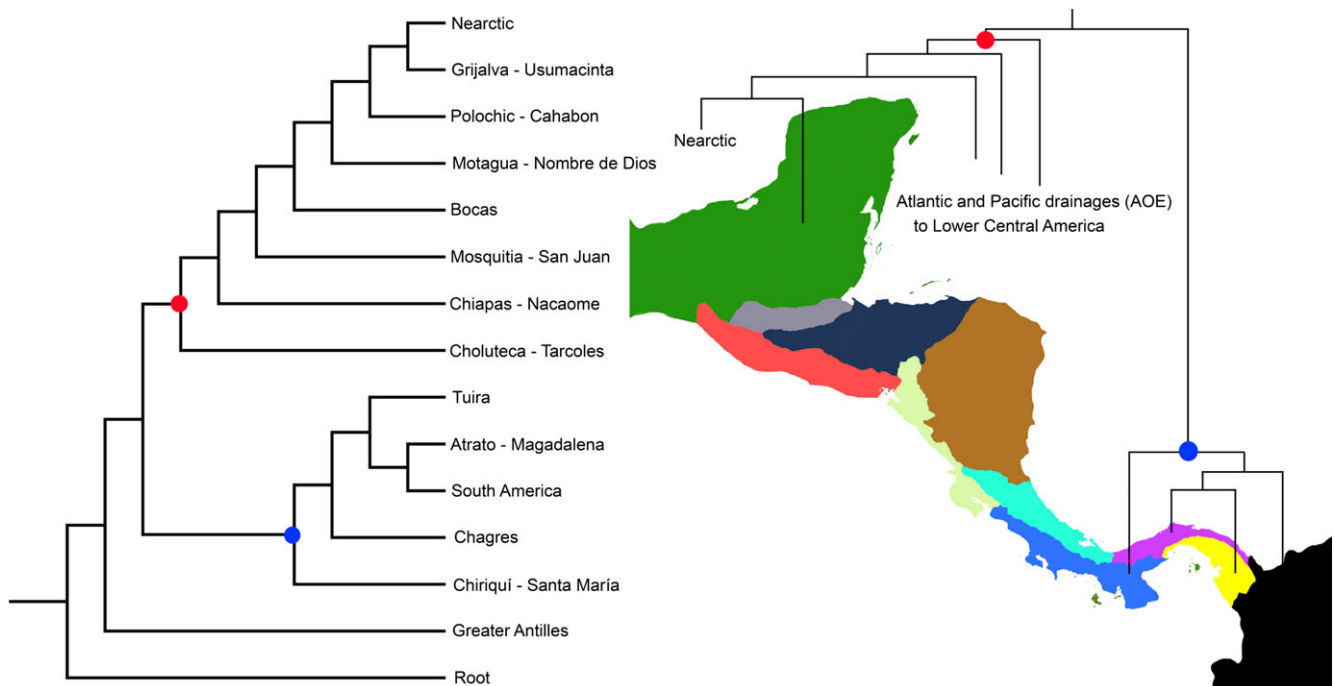 Nearctic
Grijalva - Usumacinta
Polochic - Cahabon
Motagua - Nombre de Dios
Bocas
Mosquitia - San Juan
Chiapas - Nacaome
Choluteca - Tarcoles
Tuira
Atrato - Magadalena
South America
Chagres
Chiriquí - Santa María
Greater Antilles
Root
Nearctic
Atlantic and Pacific drainages (AOE)
to Lower Central America